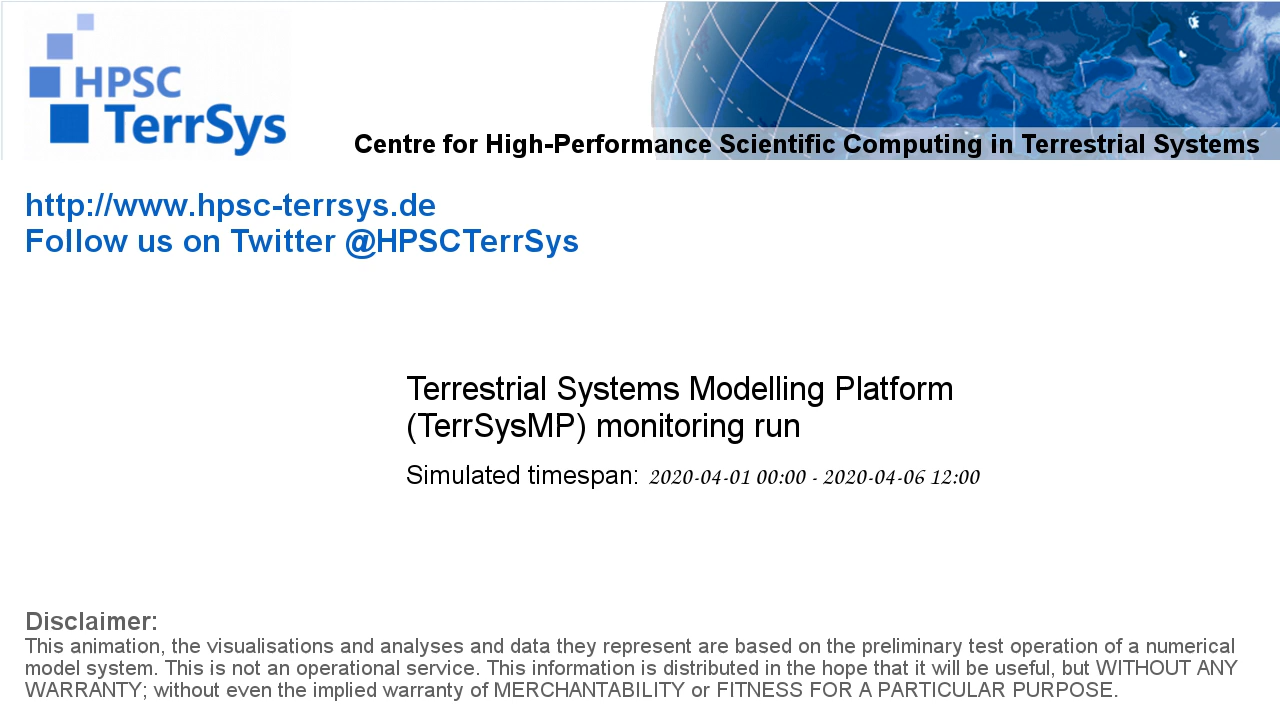 HPSC
TerrSys
Centre for High-Performance Scientific Computing in Terrestrial Systems
http://www.hpsc-terrsys.de
Follow us on Twitter @HPSCTerrSys
Terrestrial Systems Modelling Platform
(TerrSysMP) monitoring run
Simulated timespan: 2020-04-01 00:00 - 2020-04-06 12:00
Disclaimer:
This animation, the visualisations and analyses and data they represent are based on the preliminary test operation of a numerical
model system. This is not an operational service. This information is distributed in the hope that it will be useful, but WITHOUT ANY
WARRANTY; without even the implied warranty of MERCHANTABILITY or FITNESS FOR A PARTICULAR PURPOSE.